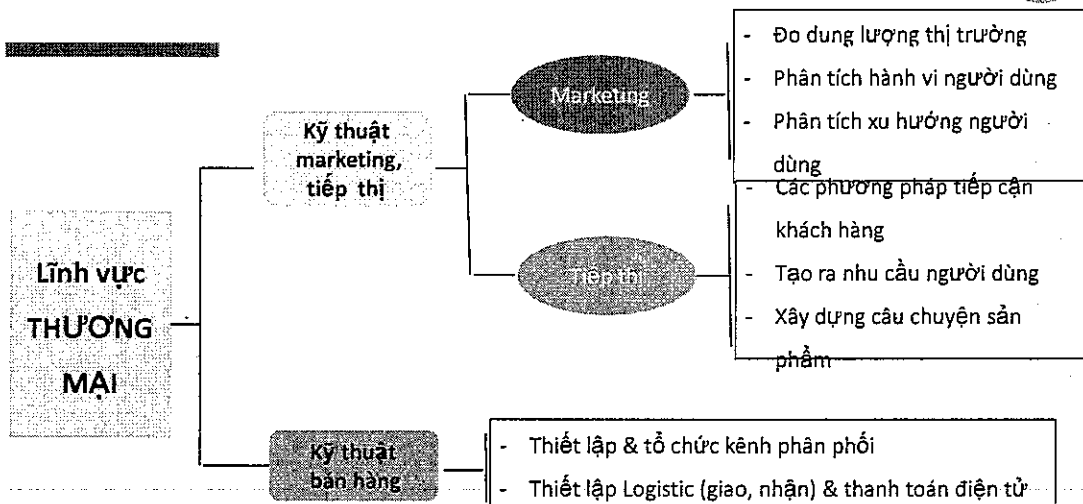 Lĩnh vực
THƯƠNG
MẠI
Kỹ thuật
marketing,
tiếp thị
Marketing
- Đo dung lượng thị trường
- Phân tích hành vi người dùng
- Phân tích xu hướng người
dùng
Tiếp thị
- Các phương pháp tiếp cận
khách hàng
- Tạo ra nhu cầu người dùng
- Xây dựng câu chuyện sản
phẩm
Kỹ thuật
bán hàng
- Thiết lập & tổ chức kênh phân phối
- Thiết lập Logistic (giao, nhận) & thanh toán điện tử